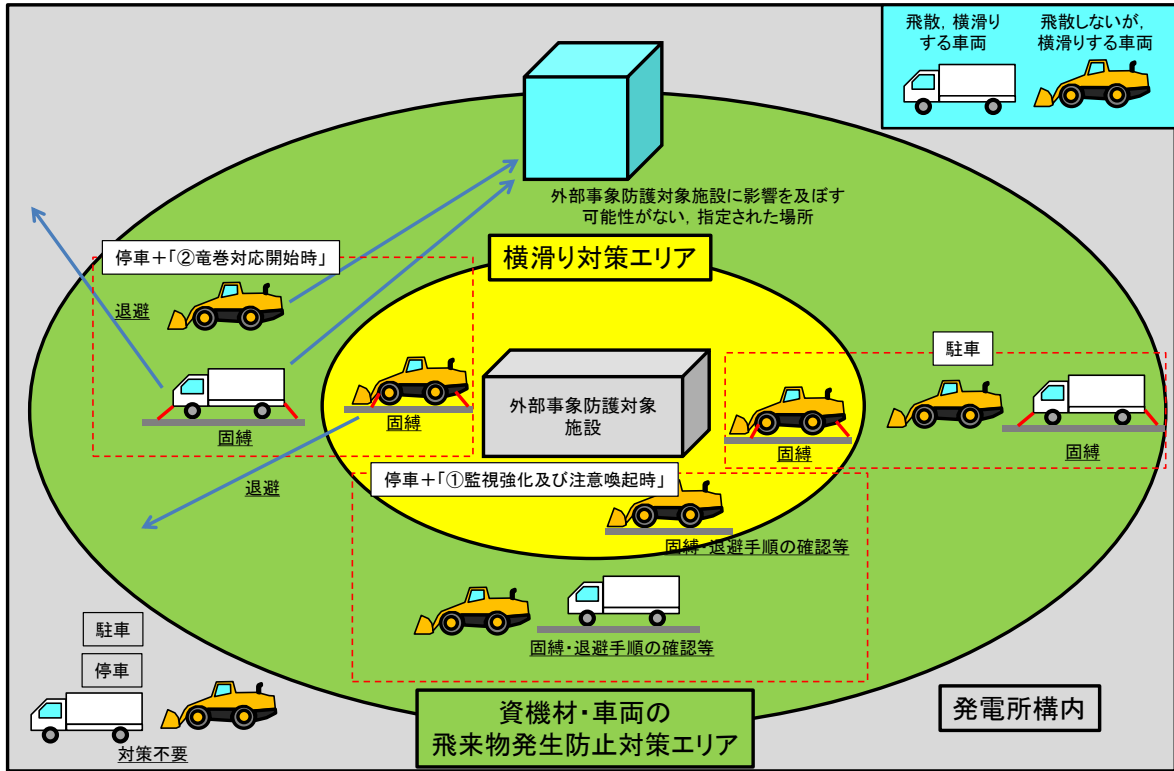 飛散，横滑り
する車両
飛散しないが，
横滑りする車両
外部事象防護対象施設に影響を及ぼす
可能性がない，指定された場所
停車＋「②竜巻対応開始時」
横滑り対策エリア
退避
駐車
外部事象防護対象
施設
固縛
固縛
固縛
固縛
停車＋「①監視強化及び注意喚起時」
退避
固縛・退避手順の確認等
固縛・退避手順の確認等
駐車
停車
対策不要
資機材・車両の
飛来物発生防止対策エリア
発電所構内